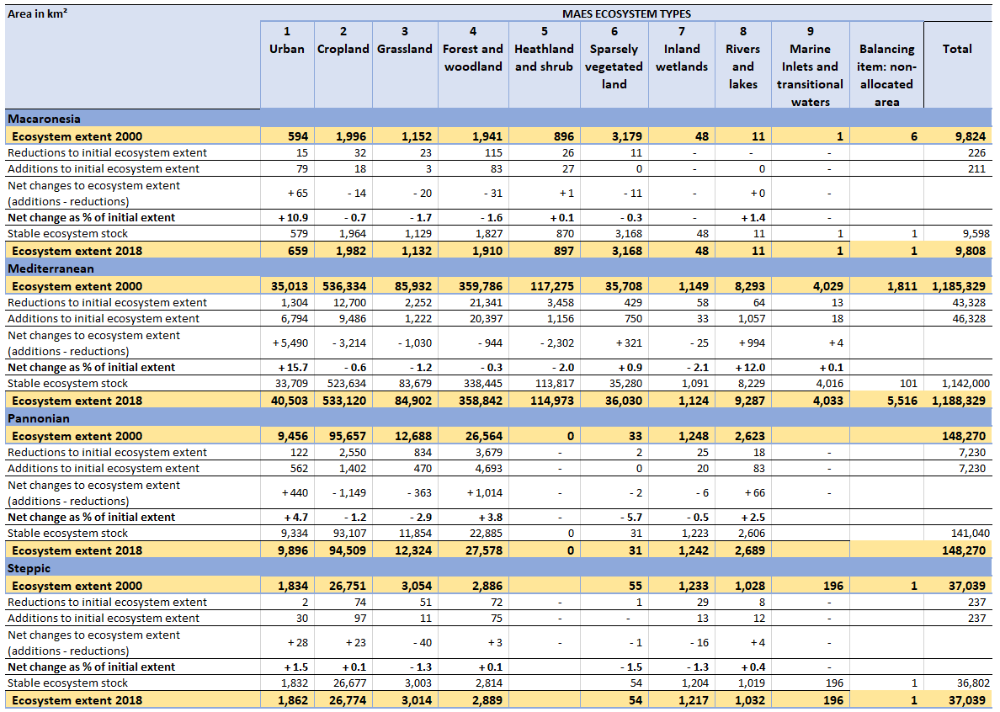 Area in km² MAES ECOSYSTEM TYPES
1 2 3 4 5 6 7 8 9
Urban Cropland Grassland Forest and Heathland Sparsely Inland Rivers Marine Balancing Total
woodland and shrub vegetated wetlands and Inlets and item: non-
land lakes transitional allocated
waters area
Macaronesia
Ecosystem extent 2000 594 1,996 1,152 1,941 896 3,179 48 11 1 6 9,824
Reductions to initial ecosystem extent 15 32 23 115 26 11 - - - 226
Additions to initial ecosystem extent 79 18 3 83 27 0 - 0 - 211
Net changes to ecosystem extent
(additions - reductions) + 65 - 14 - 20 - 31 + 1 - 11 - + 0 -
Net change as % of initial extent + 10.9 - 0.7 - 1.7 - 1.6 + 0.1 - 0.3 - + 1.4 -
Stable ecosystem stock 579 1,964 1,129 1,827 870 3,168 48 11 1 1 9,598
Ecosystem extent 2018 659 1,982 1,132 1,910 897 3,168 48 11 1 1 9,808
Mediterranean
Ecosystem extent 2000 35,013 536,334 85,932 359,786 117,275 35,708 1,149 8,293 4,029 1,811 1,185,329
Reductions to initial ecosystem extent 1,304 12,700 2,252 21,341 3,458 429 58 64 13 43,328
Additions to initial ecosystem extent 6,794 9,486 1,222 20,397 1,156 750 33 1,057 18 46,328
Net changes to ecosystem extent
(additions - reductions) + 5,490 - 3,214 - 1,030 - 944 - 2,302 + 321 - 25 + 994 + 4
Net change as % of initial extent + 15.7 - 0.6 - 1.2 - 0.3 - 2.0 + 0.9 - 2.1 + 12.0 + 0.1
Stable ecosystem stock 33,709 523,634 83,679 338,445 113,817 35,280 1,091 8,229 4,016 101 1,142,000
Ecosystem extent 2018 40,503 533,120 84,902 358,842 114,973 36,030 1,124 9,287 4,033 5,516 1,188,329
Pannonian
Ecosystem extent 2000 9,456 95,657 12,688 26,564 0 33 1,248 2,623 148,270
Reductions to initial ecosystem extent 122 2,550 834 3,679 - 2 25 18 - 7,230
Additions to initial ecosystem extent 562 1,402 470 4,693 - 0 20 83 - 7,230
Net changes to ecosystem extent
(additions - reductions) + 440 - 1,149 - 363 + 1,014 - - 2 - 6 + 66 -
Net change as % of initial extent + 4.7 - 1.2 - 2.9 + 3.8 - - 5.7 - 0.5 + 2.5
Stable ecosystem stock 9,334 93,107 11,854 22,885 0 31 1,223 2,606 141,040
Ecosystem extent 2018 9,896 94,509 12,324 27,578 0 31 1,242 2,689 148,270
Steppic
Ecosystem extent 2000 1,834 26,751 3,054 2,886 55 1,233 1,028 196 1 37,039
Reductions to initial ecosystem extent 2 74 51 72 - 1 29 8 - 237
Additions to initial ecosystem extent 30 97 11 75 - - 13 12 - 237
Net changes to ecosystem extent
(additions - reductions) + 28 + 23 - 40 + 3 - - 1 - 16 + 4 -
Net change as % of initial extent + 1.5 + 0.1 - 1.3 + 0.1 - 1.5 - 1.3 + 0.4 -
Stable ecosystem stock 1,832 26,677 3,003 2,814 54 1,204 1,019 196 1 36,802
Ecosystem extent 2018 1,862 26,774 3,014 2,889 54 1,217 1,032 196 1 37,039